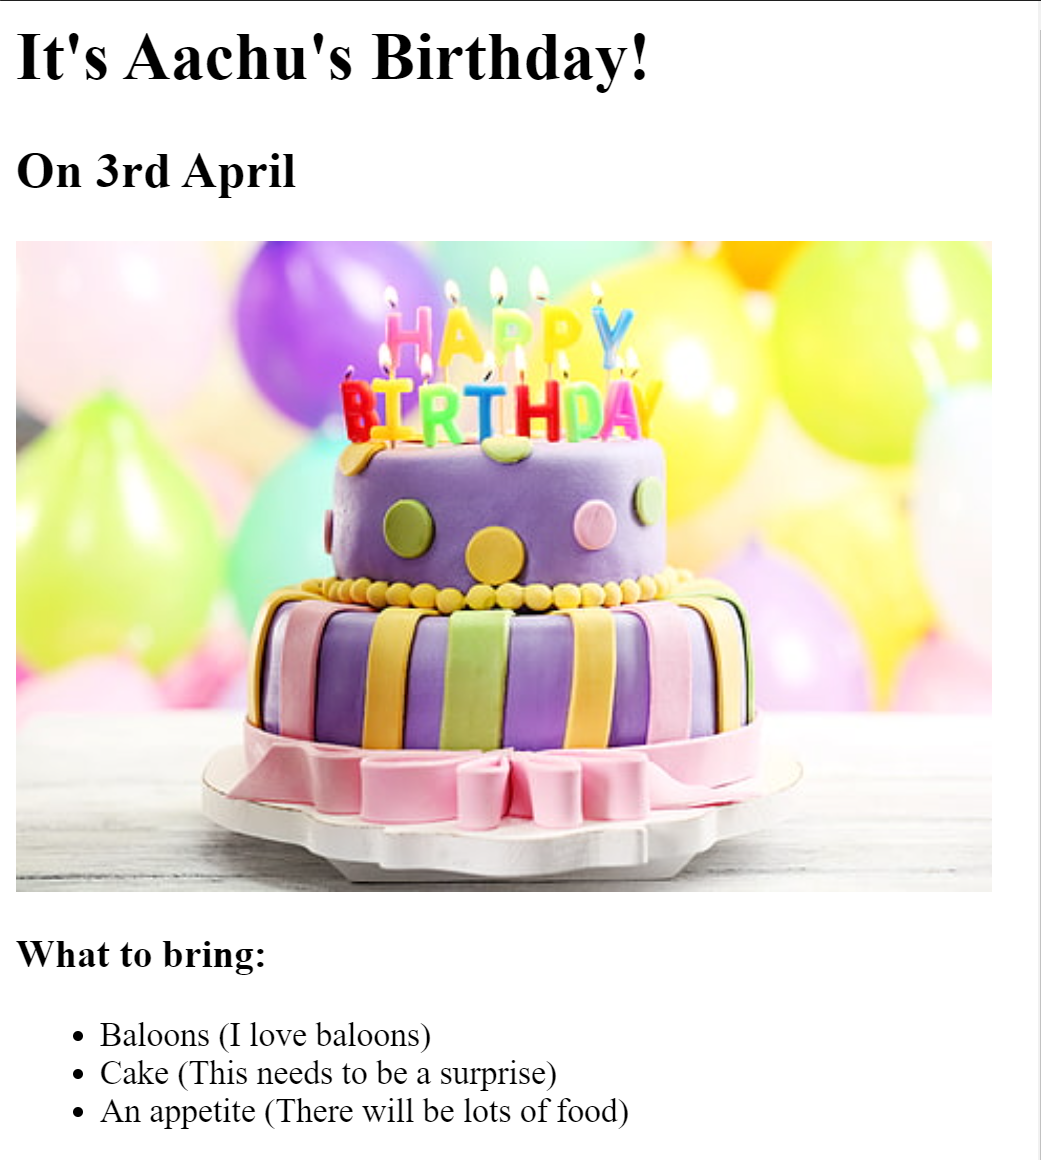 It's Aachu's Birthday!
On 3rd April
HAPPY
BIRTHDAY
What to bring:
Baloons (I love baloons)
Cake (This needs to be a surprise)
An appetite (There will be lots of food)